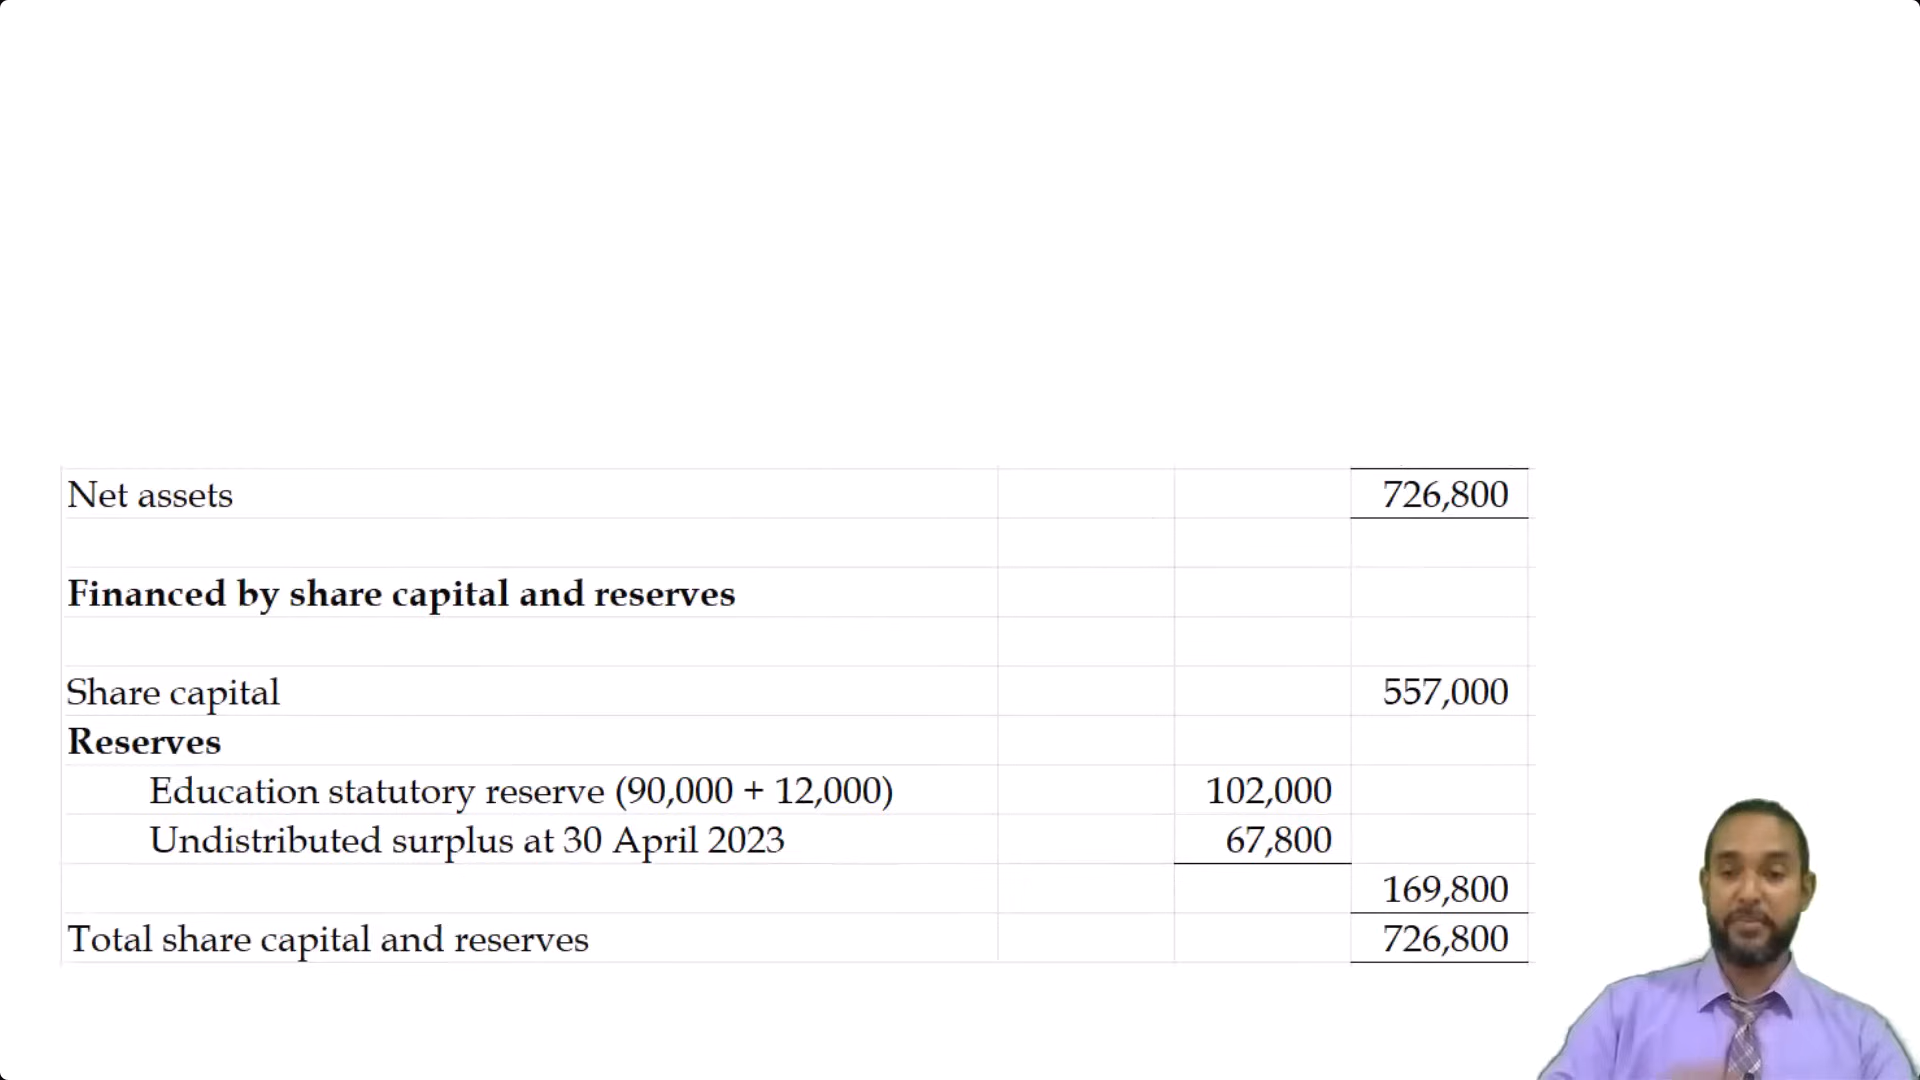 Net assets 726,800
Financed by share capital and reserves
Share capital 557,000
Reserves
Education statutory reserve (90,000 + 12,000) 102,000
Undistributed surplus at 30 April 2023 67,800
169,800
Total share capital and reserves 726,800